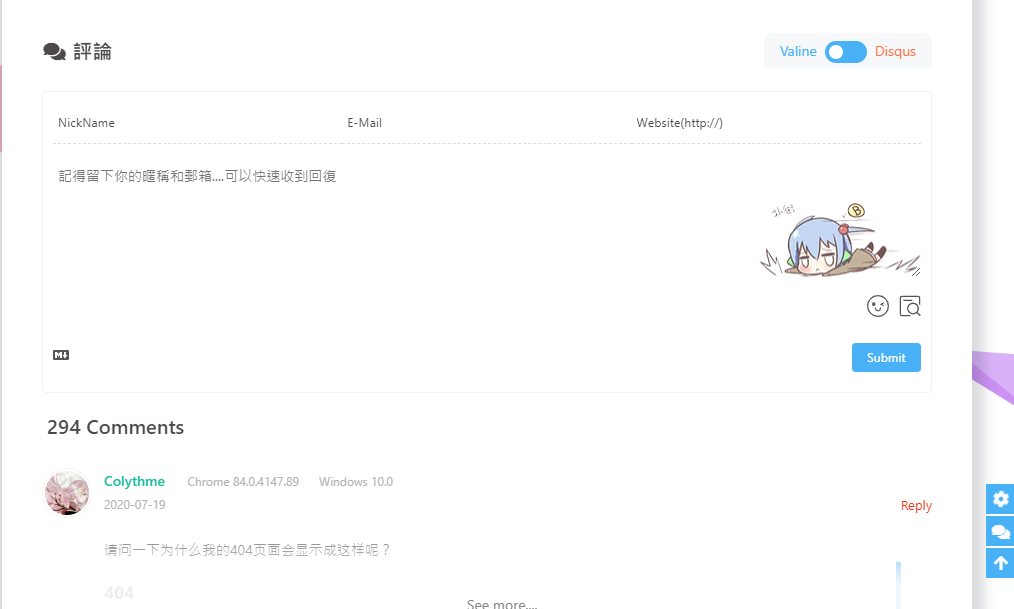 評論
Valine Disqus
NickName E-Mail Website(http://)
記得留下你的暱稱和郵箱....可以快速收到回復
B
M↓
Submit
294 Comments
Colythme Chrome 84.0.4147.89 Windows 10.0
2020-07-19
Reply
请问一下为什么我的404页面会显示成这样呢？
404
See more....